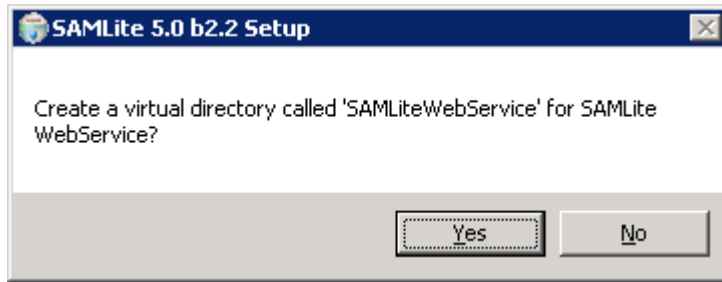 SAMLite 5.0 b2.2 Setup
Create a virtual directory called 'SAMLiteWebService' for SAMLite
WebService?
Yes
No